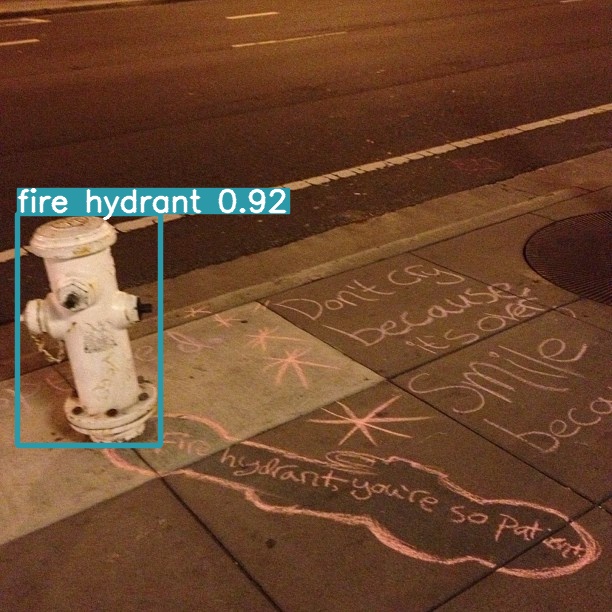 fire hydrant 0.92
Don't cry
because
it's over
Smile
beca
Fire hydrant, you're so patient